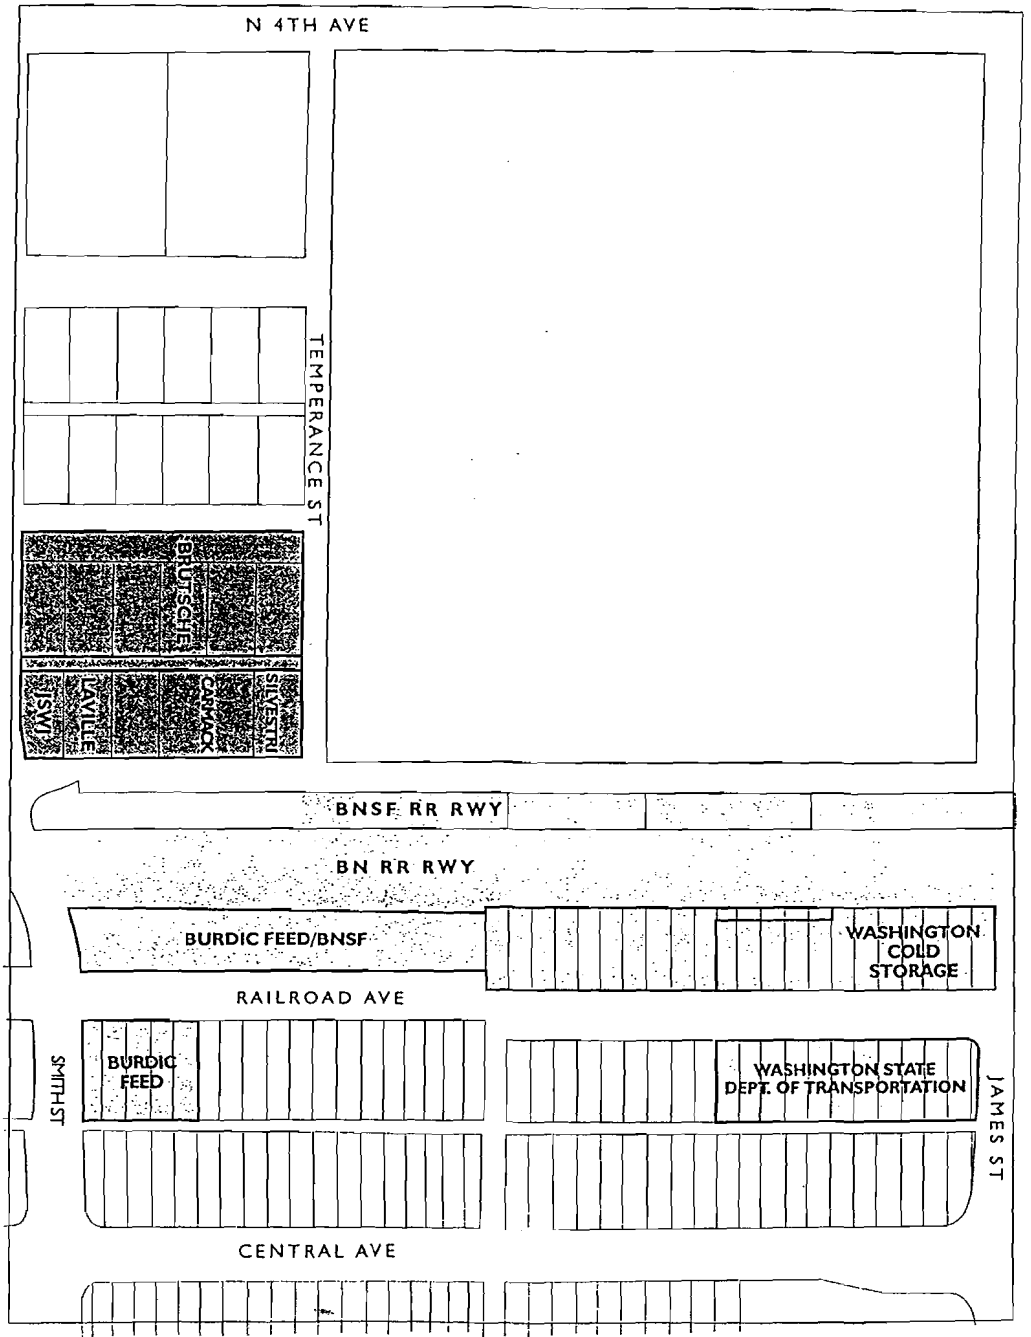 N 4TH AVE
TEMPERANCE ST
BRUTSCHE
JSWJ
LAVILLE
CARMACK
SILVESTRI
BNSF RR RWY
BN RR RWY
BURDIC FEED/BNSF
WASHINGTON
COLD
STORAGE
RAILROAD AVE
SMITH ST
BURDIC
FEED
WASHINGTON STATE
DEPT. OF TRANSPORTATION
JAMES ST
CENTRAL AVE